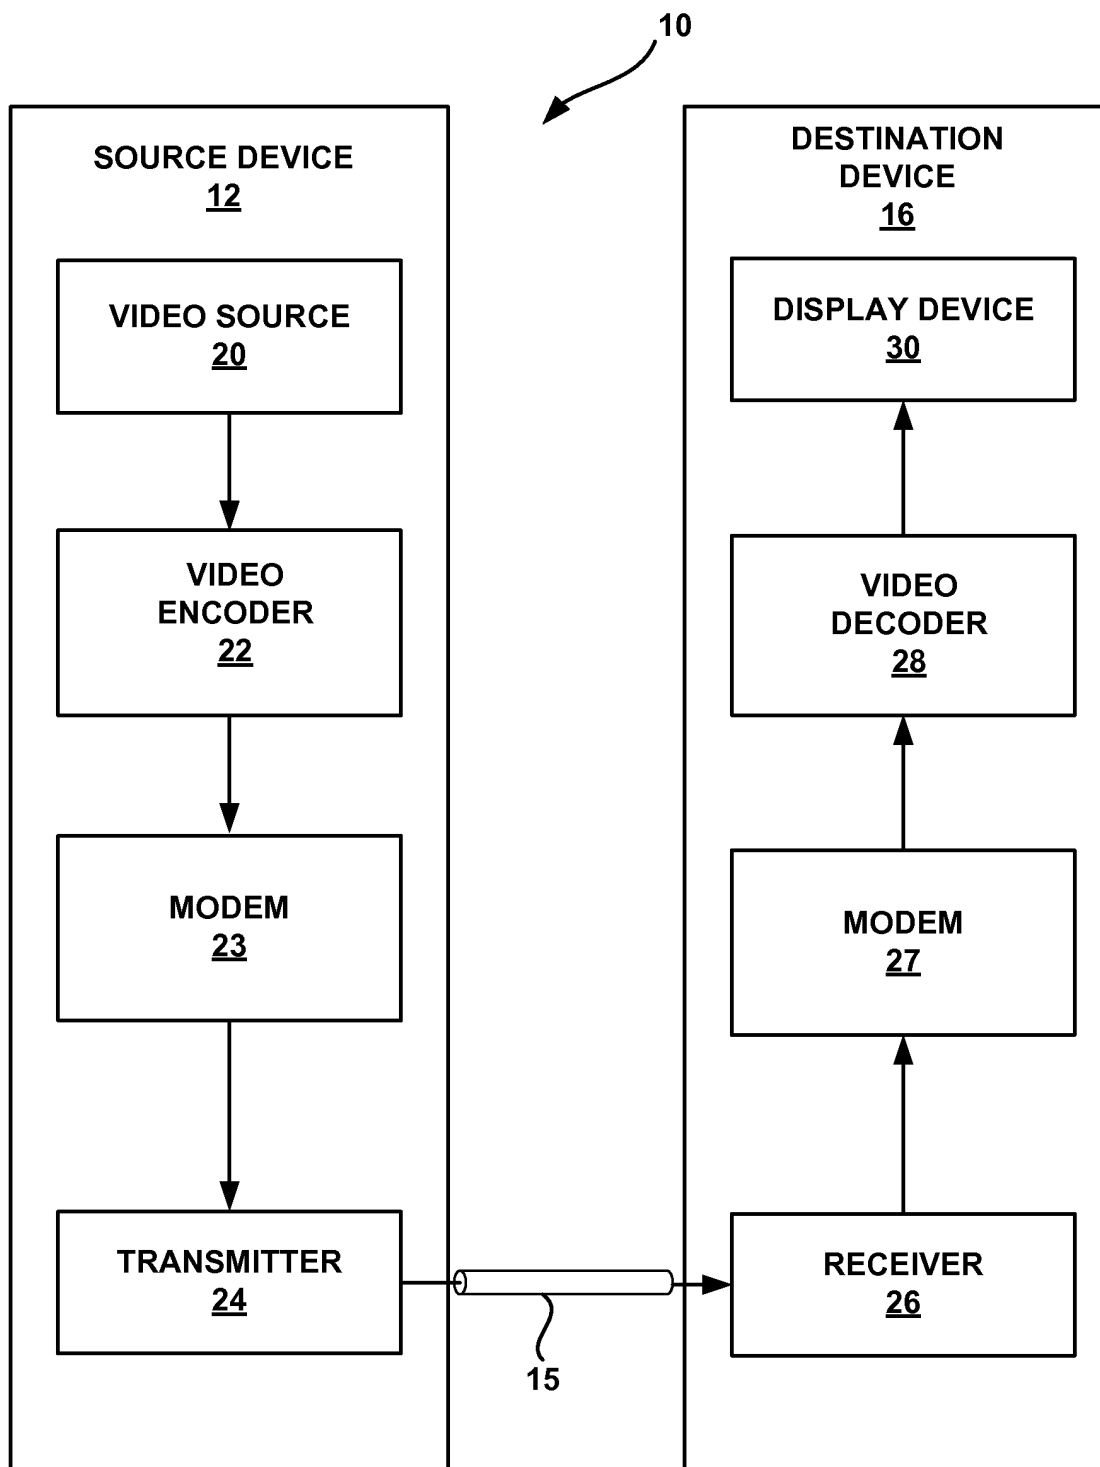 10
SOURCE DEVICE
12
VIDEO SOURCE
20
VIDEO
ENCODER
22
MODEM
23
TRANSMITTER
24
15
DESTINATION
DEVICE
16
DISPLAY DEVICE
30
VIDEO
DECODER
28
MODEM
27
RECEIVER
26